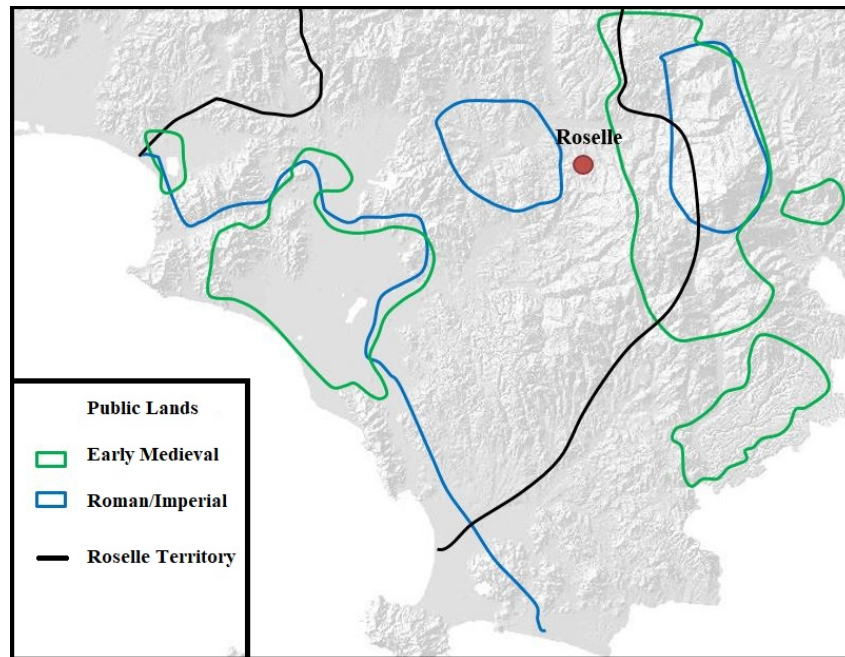 Roselle
Public Lands
Early Medieval
Roman/Imperial
Roselle Territory